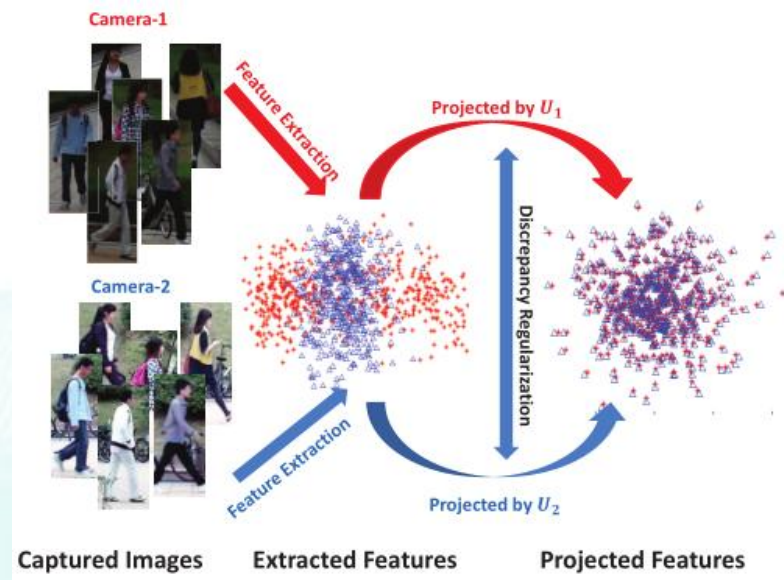 Camera-1
Feature Extraction
Projected by U₁
Discrepancy Regularization
Camera-2
Feature Extraction
Projected by U₂
Captured Images
Extracted Features
Projected Features